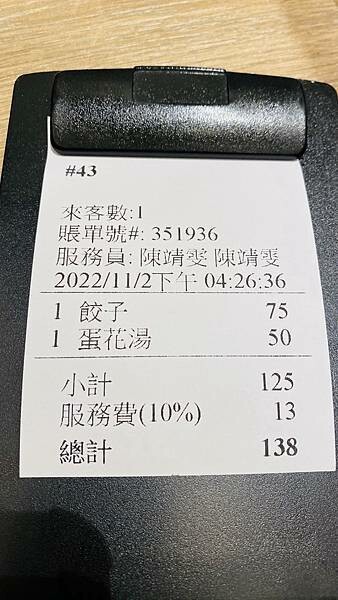 #43
來客數:1
賬單號#: 351936
服務員: 陳靖雯 陳靖雯
2022/11/2下午 04:26:36
1 餃子 75
1 蛋花湯 50
小計 125
服務費(10%) 13
總計 138